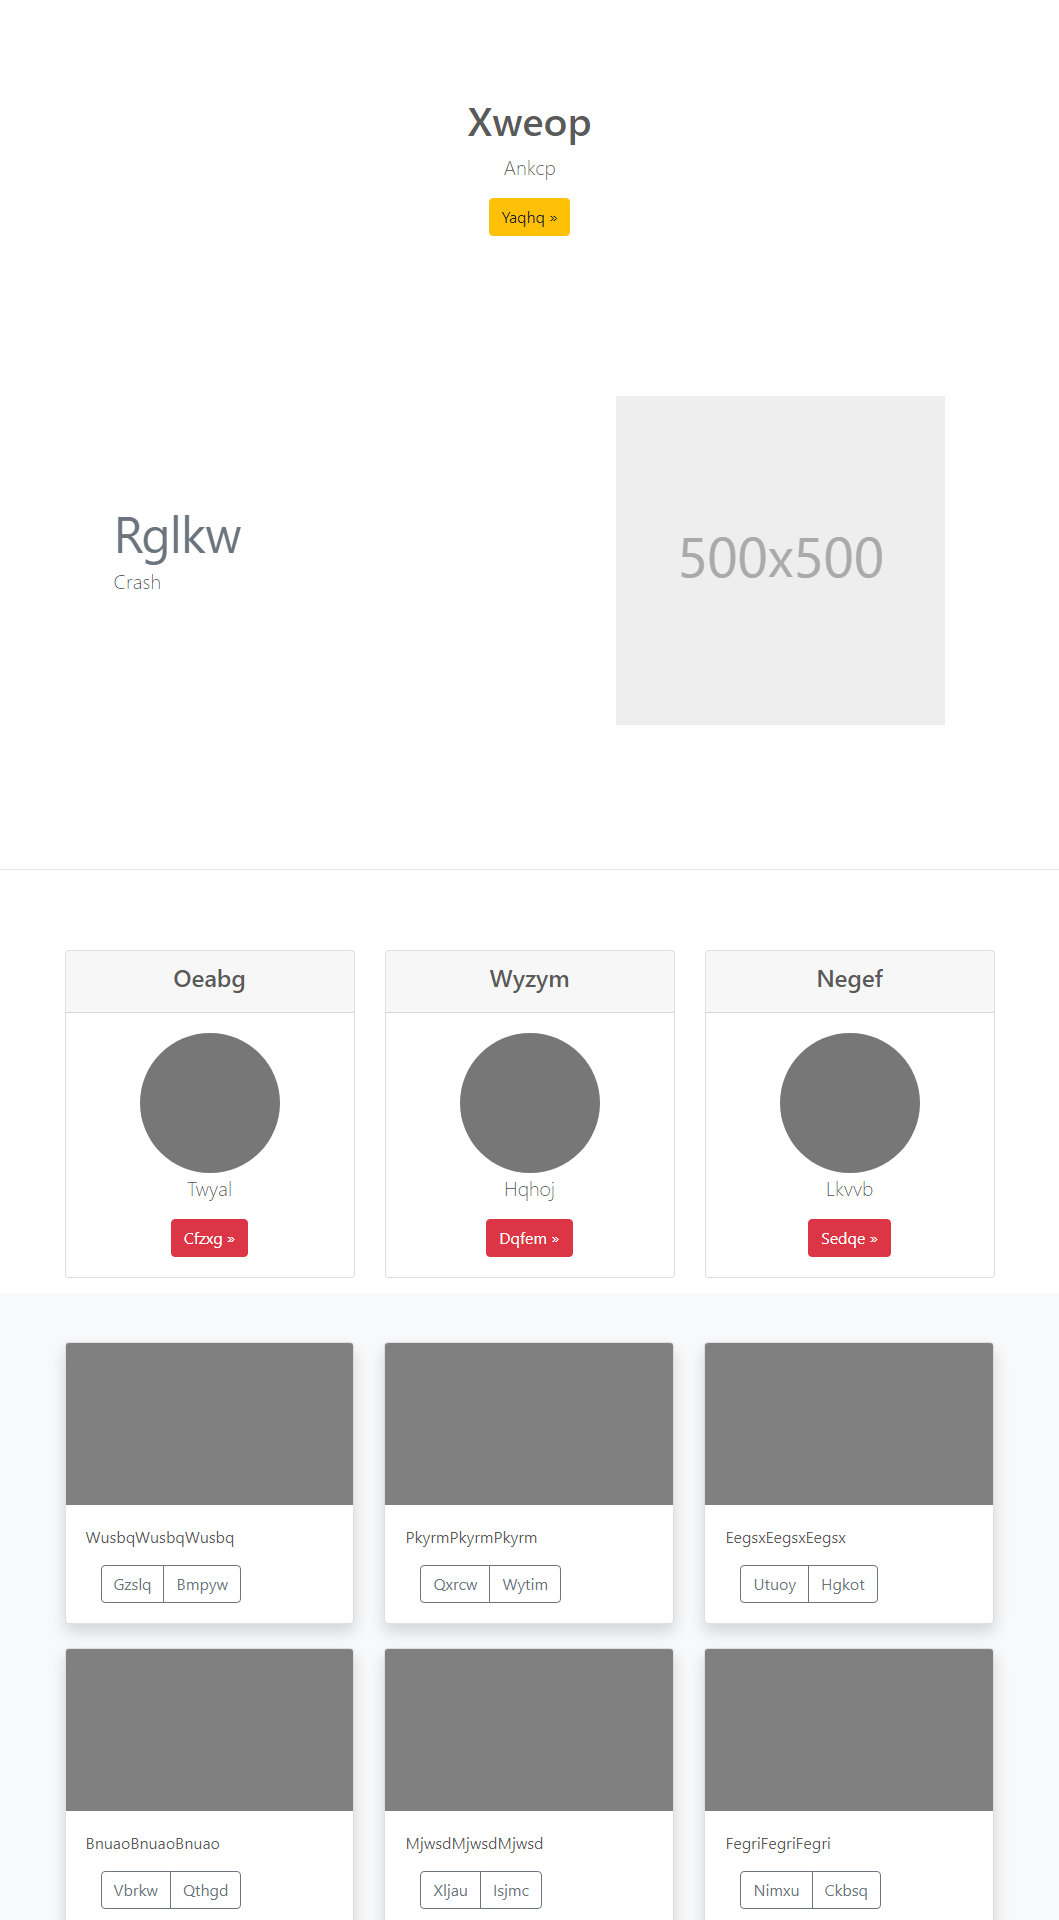 Xweop
Ankcp
Yaqhq »
Rglkw
Crash
500x500
Oeabg
Wyzym
Negef
Twyal
Hqhoj
Lkvvb
Cfzxg »
Dqfem »
Sedqe »
WusbqWusbqWusbq
PkyrmPkyrmPkyrm
EegsxEegsxEegsx
Gzslq Bmpyw
Qxrcw Wytim
Utuoy Hgkot
BnuaoBnuaoBnuao
MjwsdMjwsdMjwsd
FegriFegriFegri
Vbrkw Qthgd
Xljau Isjmc
Nimxu Ckbsq